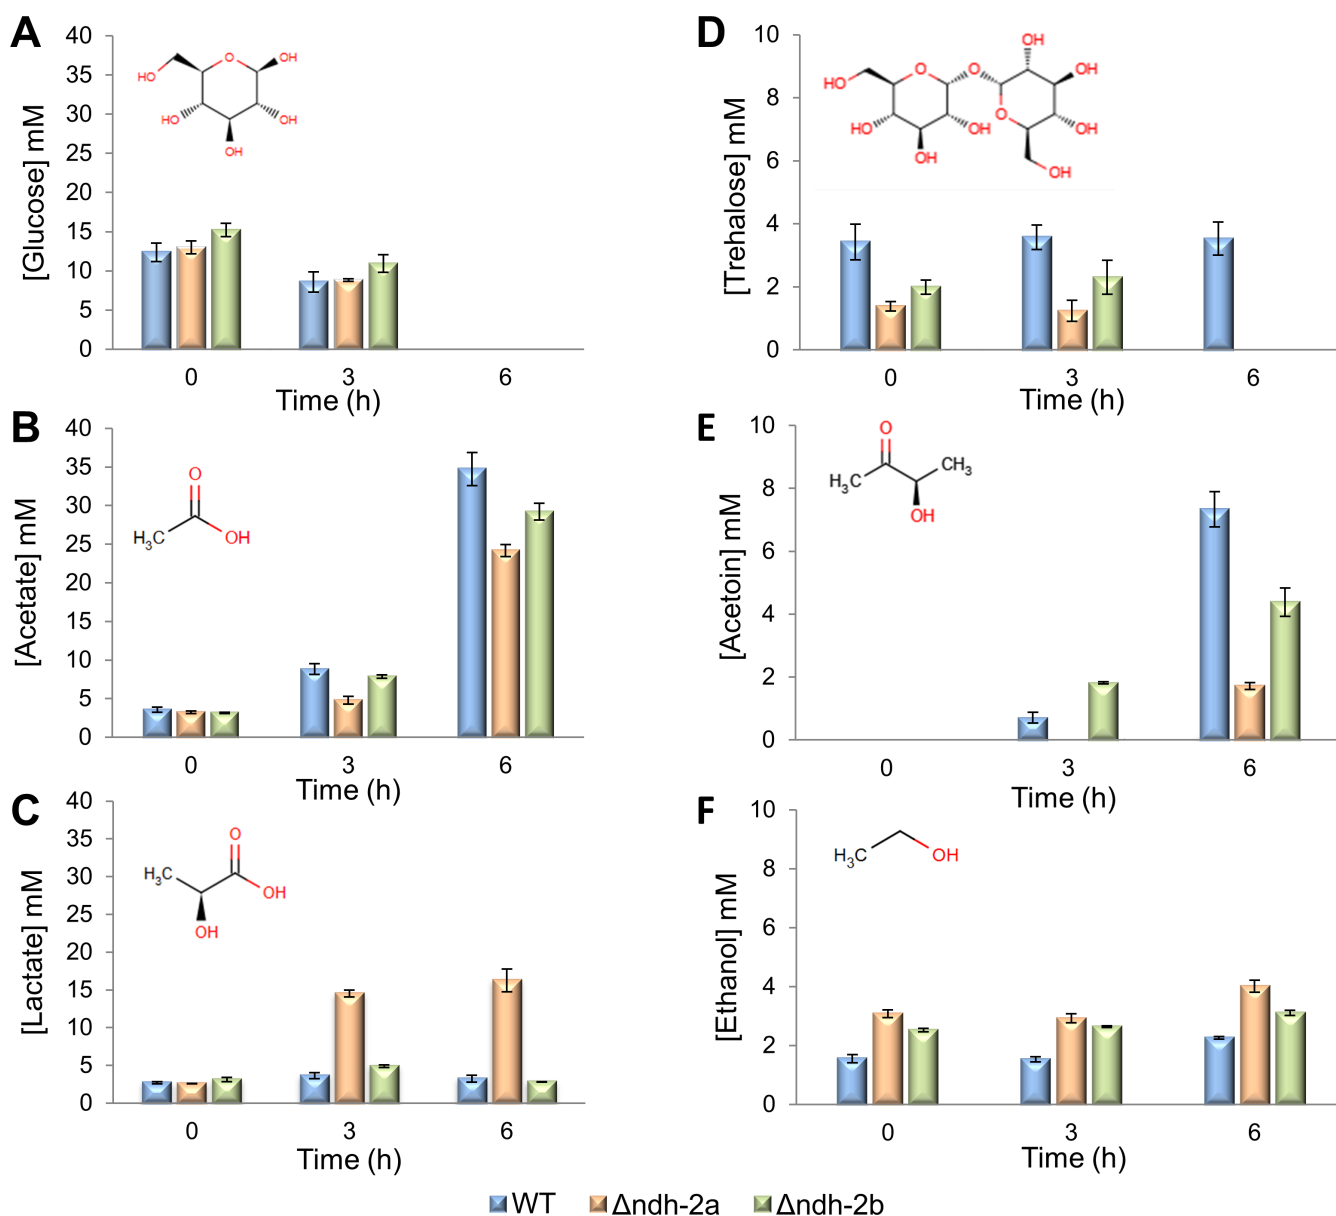 A
[Glucose] mM
40
35
30
25
20
15
10
5
0
HO
O
OH
HO
OH
OH
0 3 6
Time (h)
B
[Acetate] mM
40
35
30
25
20
15
10
5
0
O
H3C
OH
0 3 6
Time (h)
C
[Lactate] mM
40
35
30
25
20
15
10
5
0
O
H3C
OH
OH
0 3 6
Time (h)
D
[Trehalose] mM
10
8
6
4
2
0
OH
HO
O
O
OH
O
HO
OH
OH
OH
OH
0 3 6
Time (h)
E
[Acetoin] mM
10
8
6
4
2
0
O
H3C
CH3
OH
0 3 6
Time (h)
F
[Ethanol] mM
10
8
6
4
2
0
H3C
OH
0 3 6
Time (h)
WT Δndh-2a Δndh-2b